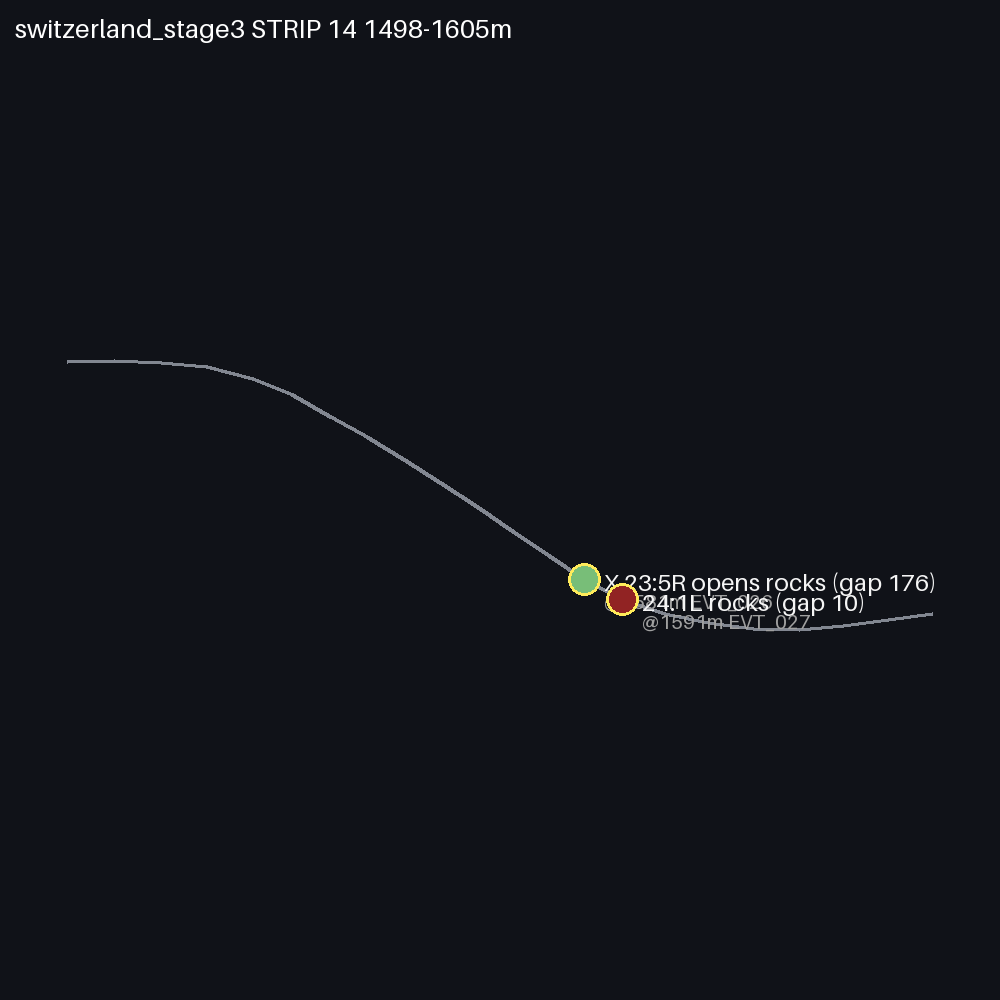 switzerland_stage3 STRIP 14 1498-1605m
X 23:5R opens rocks (gap 176)
24:1L rocks (gap 10)
@1591m EVT_027